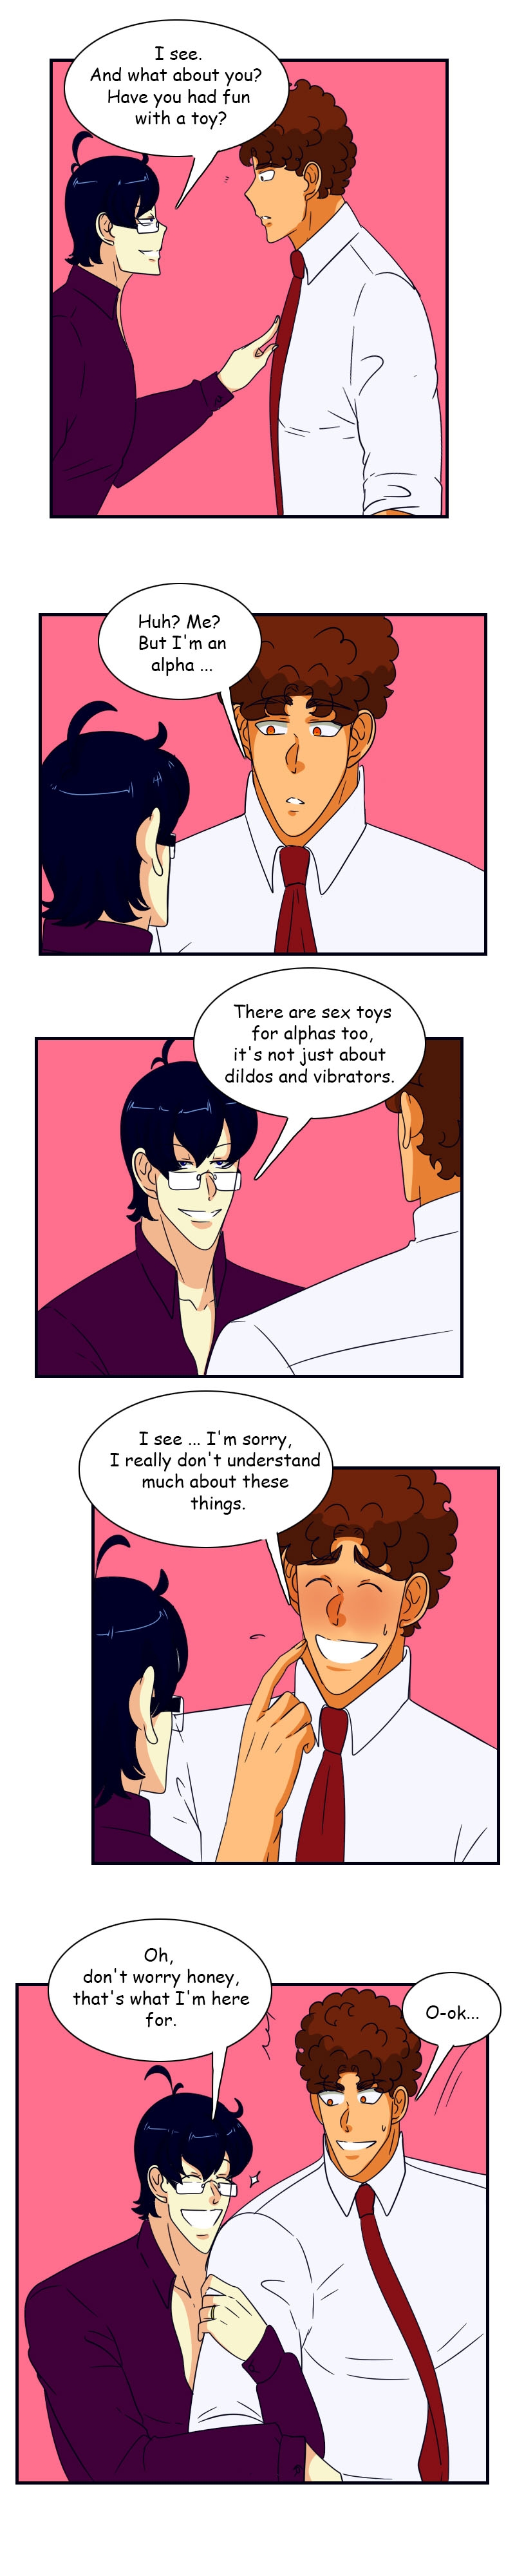 I see.
And what about you?
Have you had fun
with a toy?
Huh? Me?
But I'm an
alpha ...
There are sex toys
for alphas too,
it's not just about
dildos and vibrators.
I see ... I'm sorry,
I really don't understand
much about these
things.
Oh,
don't worry honey,
that's what I'm here
for.
O-ok...